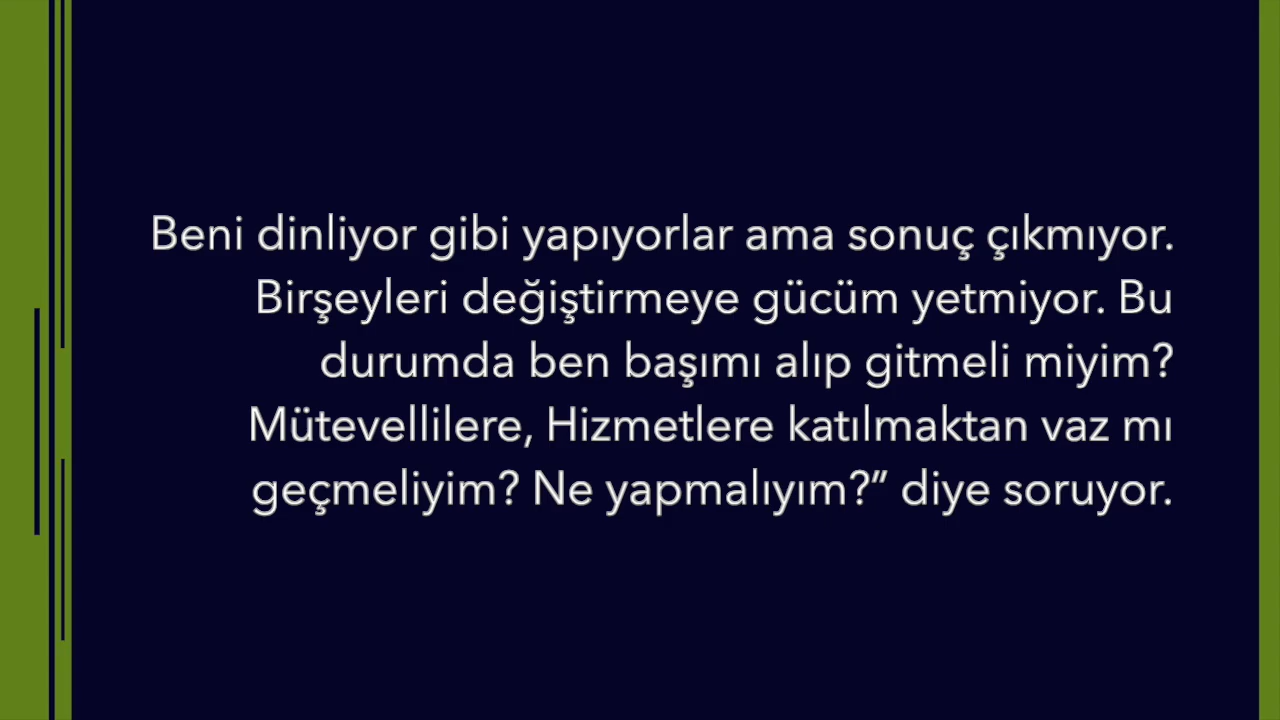 Beni dinliyor gibi yapıyorlar ama sonuç çıkmıyor.
Birşeyleri değiştirmeye gücüm yetmiyor. Bu
durumda ben başımı alıp gitmeli miyim?
Mütevellilere, Hizmetlere katılmaktan vaz mı
geçmeliyim? Ne yapmalıyım?” diye soruyor.